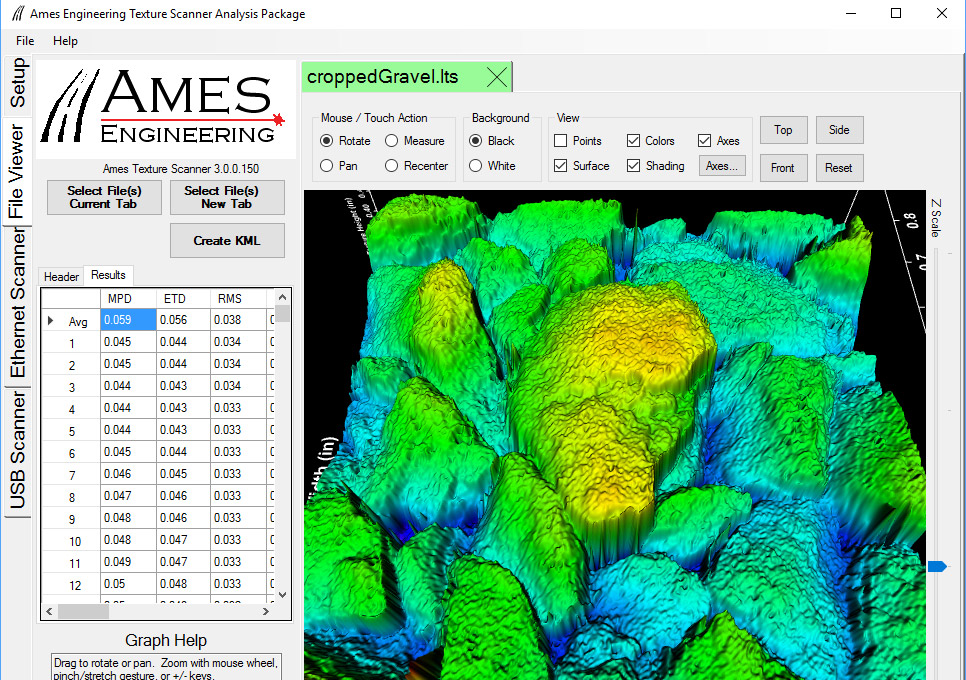 Ames Engineering Texture Scanner Analysis Package
File Help
Setup
File Viewer
Ethernet Scanner
USB Scanner
AMES
ENGINEERING
Ames Texture Scanner 3.0.0.150
Select File(s)
Current Tab
Select File(s)
New Tab
Create KML
Header Results
MPD ETD RMS
Avg 0.059 0.056 0.038
1 0.045 0.044 0.034
2 0.045 0.044 0.034
3 0.044 0.043 0.034
4 0.044 0.043 0.033
5 0.044 0.043 0.033
6 0.045 0.044 0.033
7 0.046 0.045 0.033
8 0.047 0.046 0.033
9 0.048 0.046 0.033
10 0.048 0.047 0.033
11 0.049 0.047 0.033
12 0.05 0.048 0.033
Graph Help
Drag to rotate or pan. Zoom with mouse wheel,
pinch/stretch gesture, or +/- keys.
croppedGravel.lts
Mouse / Touch Action
Rotate Measure
Pan Recenter
Background
Black
White
View
Points Colors Axes
Surface Shading Axes...
Top Side
Front Reset
Z Scale
0.8
0.7
(in)